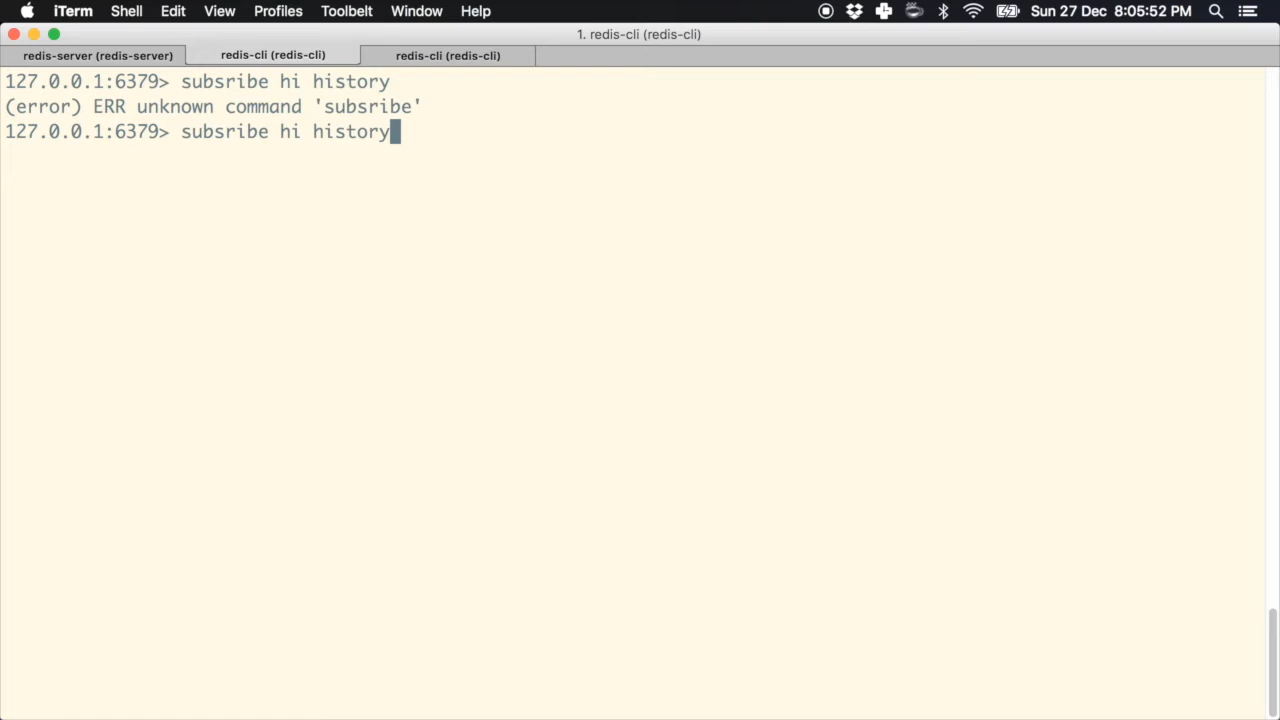 iTerm Shell Edit View Profiles Toolbelt Window Help Sun 27 Dec 8:05:52 PM
1. redis-cli (redis-cli)
redis-server (redis-server) redis-cli (redis-cli) redis-cli (redis-cli)
127.0.0.1:6379> subsribe hi history
(error) ERR unknown command 'subsribe'
127.0.0.1:6379> subsribe hi history